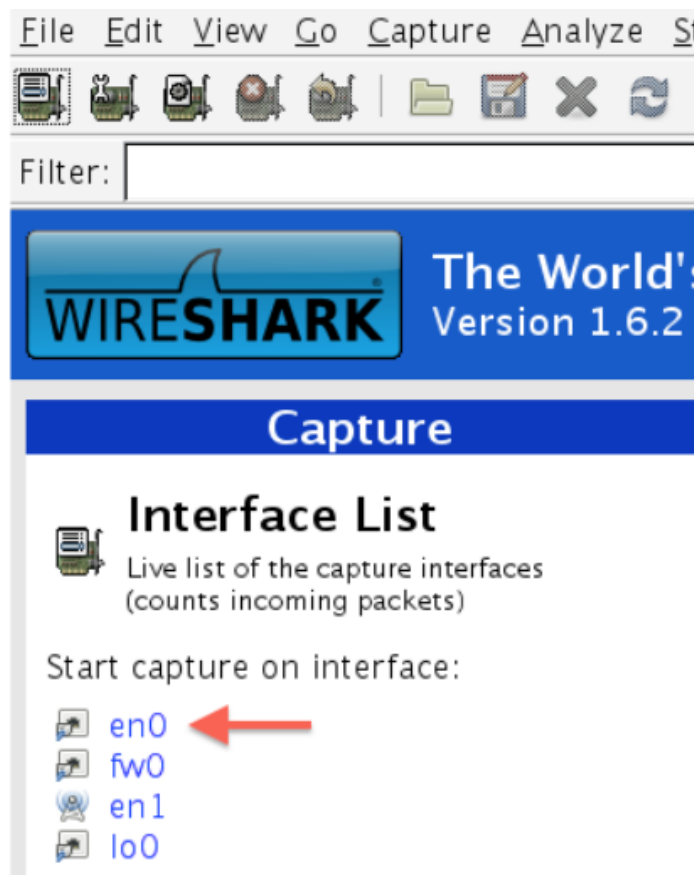 File Edit View Go Capture Analyze
Filter:
WIRESHARK
The World's
Version 1.6.2
Capture
Interface List
Live list of the capture interfaces
(counts incoming packets)
Start capture on interface:
en0
fw0
en1
lo0